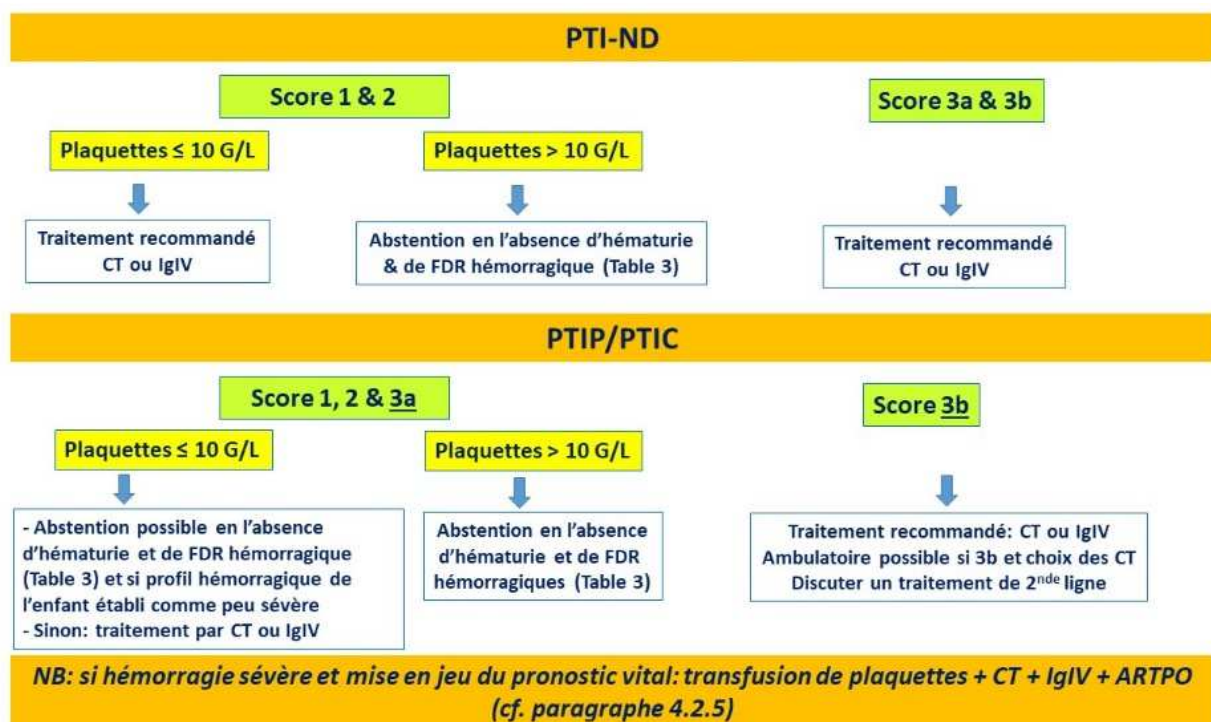 PTI-ND
Score 1 & 2
Score 3a & 3b
Plaquettes ≤ 10 G/L
Plaquettes > 10 G/L
Traitement recommandé
CT ou IgIV
Abstention en l'absence d'hématurie
& de FDR hémorragique (Table 3)
Traitement recommandé
CT ou IgIV
PTIP/PTIC
Score 1, 2 & 3a
Score 3b
Plaquettes ≤ 10 G/L
Plaquettes > 10 G/L
- Abstention possible en l'absence
d'hématurie et de FDR hémorragique
(Table 3) et si profil hémorragique de
l'enfant établi comme peu sévère
- Sinon: traitement par CT ou IgIV
Abstention en l'absence
d'hématurie et de FDR
hémorragiques (Table 3)
Traitement recommandé: CT ou IgIV
Ambulatoire possible si 3b et choix des CT
Discuter un traitement de 2nde ligne
NB: si hémorragie sévère et mise en jeu du pronostic vital: transfusion de plaquettes + CT + IgIV + ARTPO
(cf. paragraphe 4.2.5)